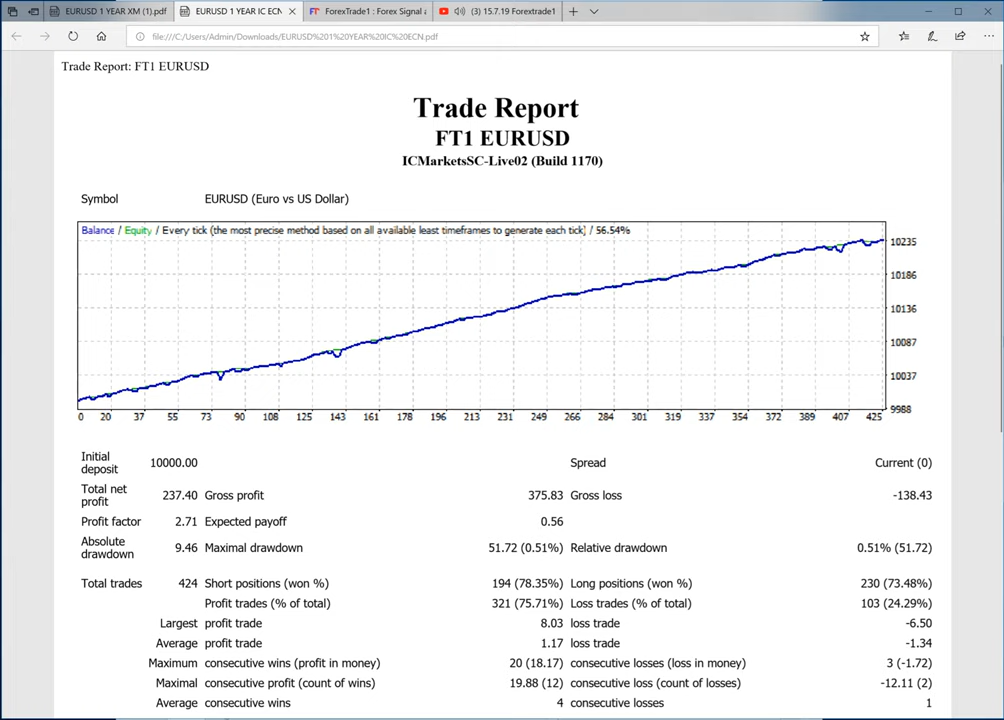 EURUSD 1 YEAR XM (1).pdf
EURUSD 1 YEAR IC ECN
ForexTrade1 : Forex Signal
(3) 15.7.19 Forextrade1
file:///C:/Users/Admin/Downloads/EURUSD%201%20YEAR%20IC%20ECN.pdf
Trade Report: FT1 EURUSD
Trade Report
FT1 EURUSD
ICMarketsSC-Live02 (Build 1170)
Symbol EURUSD (Euro vs US Dollar)
Balance / Equity / Every tick (the most precise method based on all available least timeframes to generate each tick) / 56.54%
10235
10186
10136
10087
10037
9988
0 20 37 55 73 90 108 125 143 161 178 196 213 231 249 266 284 301 319 337 354 372 389 407 425
Initial deposit 10000.00 Spread Current (0)
Total net profit 237.40 Gross profit 375.83 Gross loss -138.43
Profit factor 2.71 Expected payoff 0.56
Absolute drawdown 9.46 Maximal drawdown 51.72 (0.51%) Relative drawdown 0.51% (51.72)
Total trades 424 Short positions (won %) 194 (78.35%) Long positions (won %) 230 (73.48%)
Profit trades (% of total) 321 (75.71%) Loss trades (% of total) 103 (24.29%)
Largest profit trade 8.03 loss trade -6.50
Average profit trade 1.17 loss trade -1.34
Maximum consecutive wins (profit in money) 20 (18.17) consecutive losses (loss in money) 3 (-1.72)
Maximal consecutive profit (count of wins) 19.88 (12) consecutive loss (count of losses) -12.11 (2)
Average consecutive wins 4 consecutive losses 1